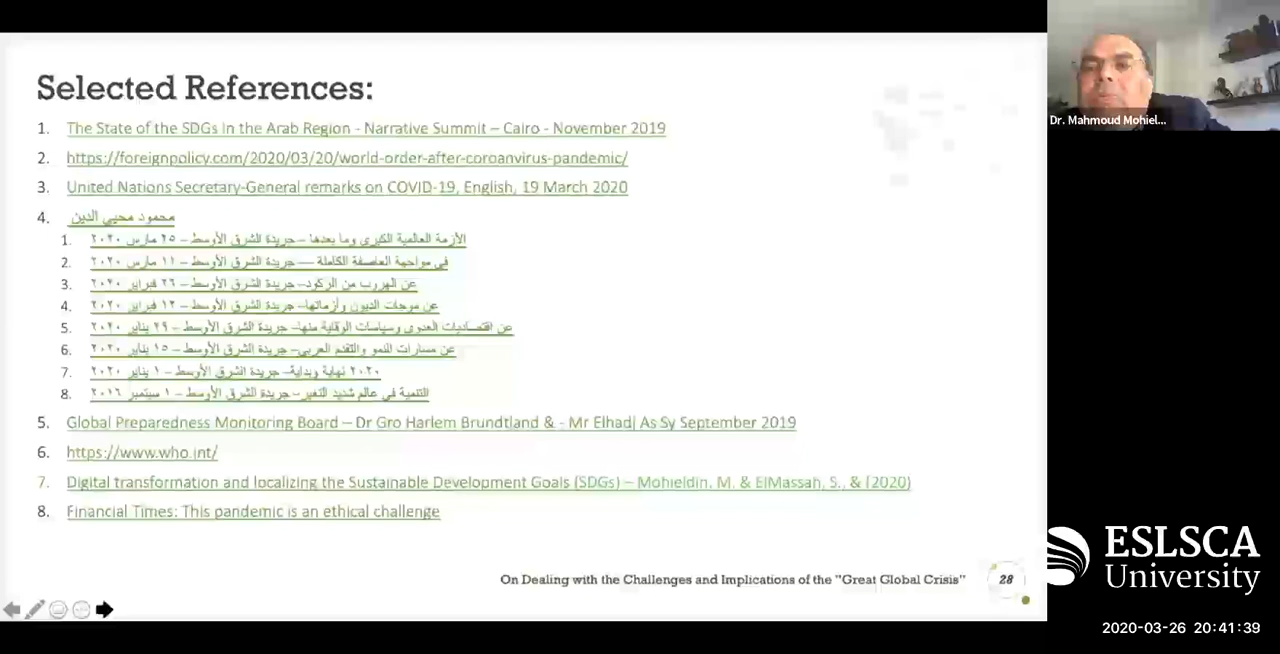 Selected References:
1. The State of the SDGs in the Arab Region - Narrative Summit – Cairo - November 2019
2. https://foreignpolicy.com/2020/03/20/world-order-after-coroanvirus-pandemic/
3. United Nations Secretary-General remarks on COVID-19, English, 19 March 2020
4. محمود محيي الدين
1. الأزمة العالمية الكبرى وما بعدها – جريدة الشرق الأوسط – ٢٥ مارس ٢٠٢٠
2. في مواجهة العاصفة الكاملة — جريدة الشرق الأوسط – ١١ مارس ٢٠٢٠
3. عن الهروب من الركود– جريدة الشرق الأوسط – ٢٦ فبراير ٢٠٢٠
4. عن موجات الديون وأزماتها– جريدة الشرق الأوسط – ١٢ فبراير ٢٠٢٠
5. عن اقتصاديات العدوى وسياسات الوقاية منها– جريدة الشرق الأوسط – ٢٩ يناير ٢٠٢٠
6. عن مسارات النمو والتقدم العربي– جريدة الشرق الأوسط – ١٥ يناير ٢٠٢٠
7. ٢٠٢٠ نهاية وبداية– جريدة الشرق الأوسط – ١ يناير ٢٠٢٠
8. التنمية في عالم شديد التغير– جريدة الشرق الأوسط – ١ سبتمبر ٢٠١٦
5. Global Preparedness Monitoring Board – Dr Gro Harlem Brundtland & - Mr Elhadj As Sy September 2019
6. https://www.who.int/
7. Digital transformation and localizing the Sustainable Development Goals (SDGs) – Mohieldin, M. & ElMassah, S., & (2020)
8. Financial Times: This pandemic is an ethical challenge
On Dealing with the Challenges and Implications of the "Great Global Crisis"
28
Dr. Mahmoud Mohiel...
ESLSCA
University
2020-03-26 20:41:39